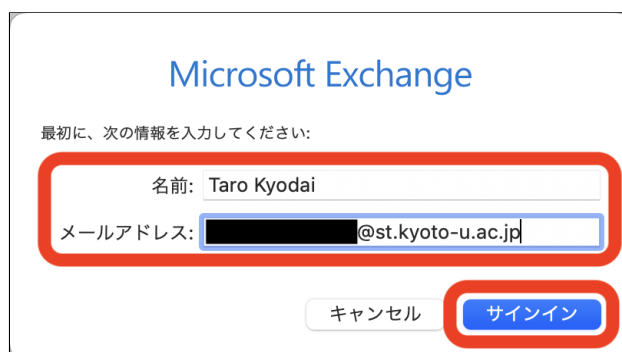 Microsoft Exchange
最初に、次の情報を入力してください:
名前: Taro Kyodai
メールアドレス: @st.kyoto-u.ac.jp
キャンセル サインイン